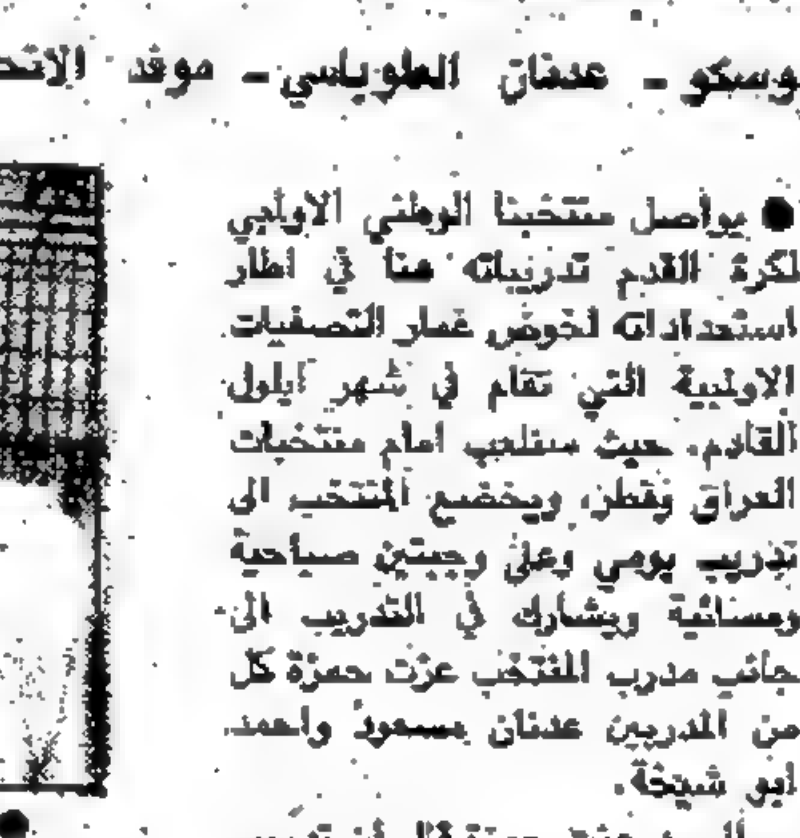 موسكو ـ عدنان الطوباسي ـ موفد الاتحـ
● يواصل منتخبنا الوطني الاولمبي
لكرة القدم تدريباته هنا في اطار
استعداداته لخوض غمار التصفيات
الاولمبية التي تقام في شهر ايلول
القادم، حيث سنلعب امام منتخبات
العراق وقطر، ويخضع المنتخب الى
تدريب يومي وعلى وجبتين صباحية
ومسائية ويشارك في التدريب الى
جانب مدرب المنتخب عزت حمزة كل
من المدربين عدنان مسعود واحمد
ابو شيخة.